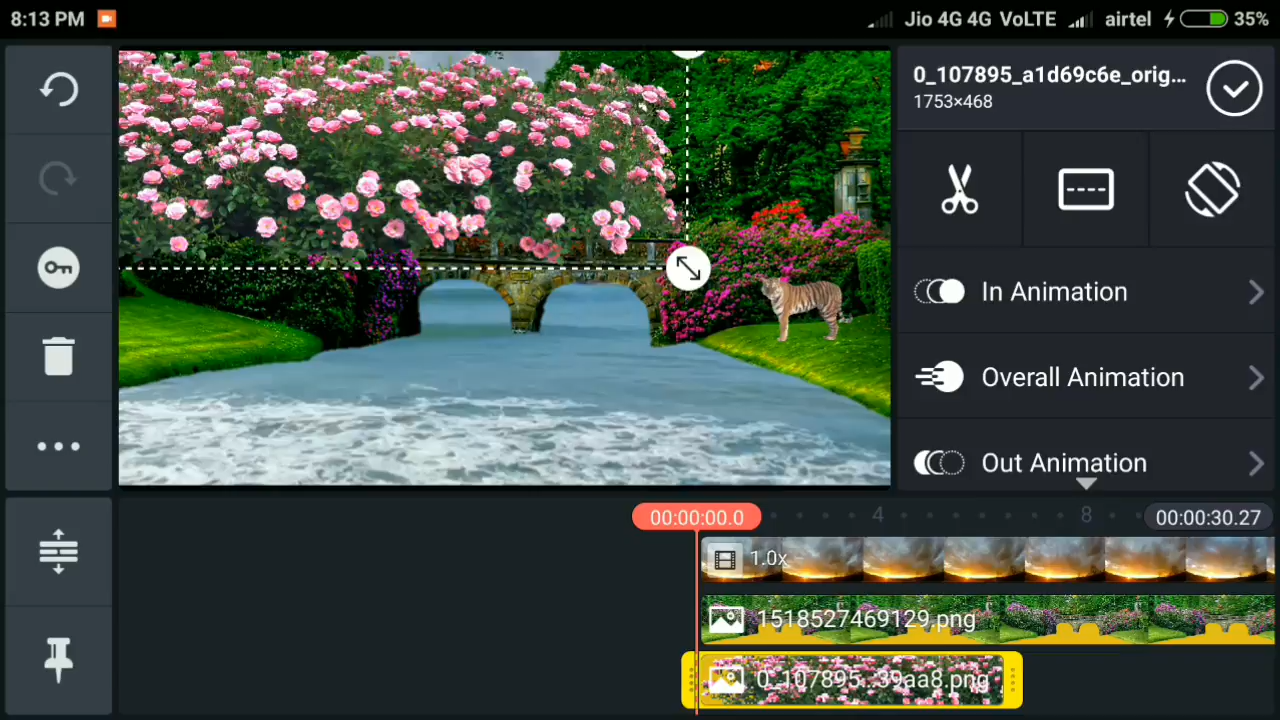 8:13 PM Jio 4G 4G VoLTE airtel 35%
0_107895_a1d69c6e_orig...
1753×468
In Animation
Overall Animation
Out Animation
00:00:00.0 4 8 00:00:30.27
1.0x
1518527469129.png
0_107895...39aa8.png